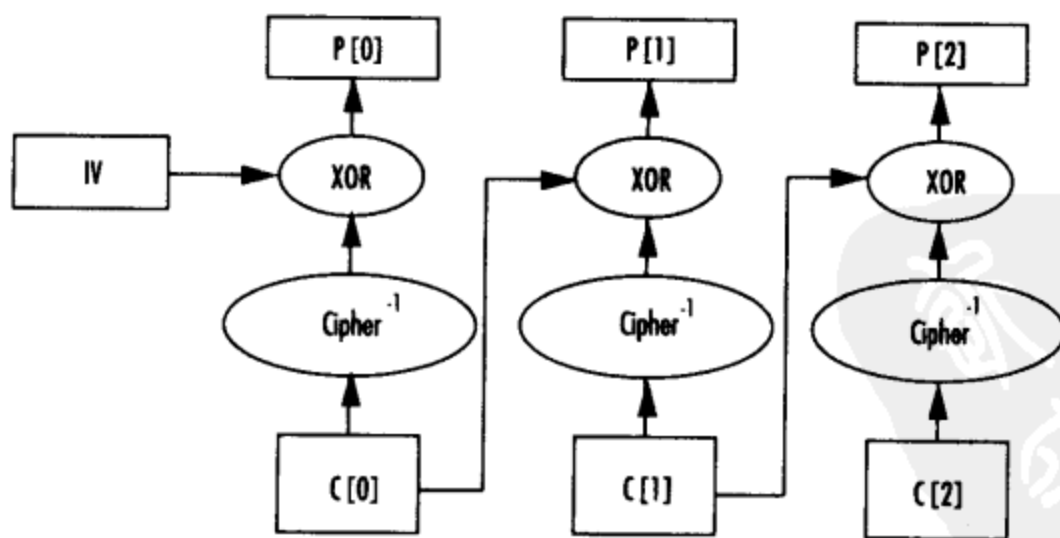 P[0] P[1] P[2]
IV XOR XOR XOR
Cipher⁻¹ Cipher⁻¹ Cipher⁻¹
C[0] C[1] C[2]